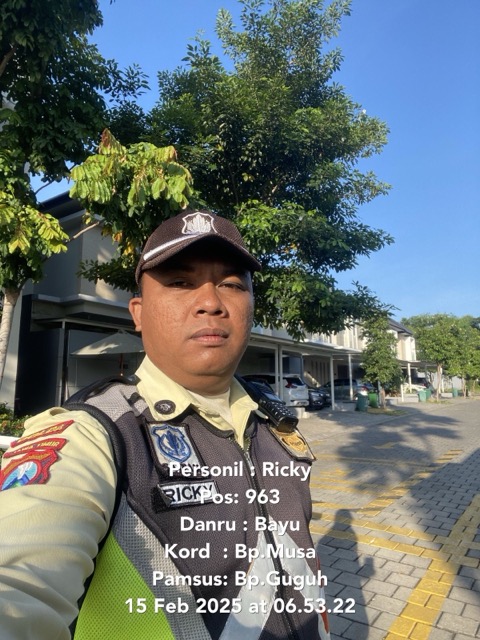 TIMUR
RICKY
Personil : Ricky
Pos: 963
Danru : Bayu
Kord  : Bp.Musa
Pamsus: Bp.Guguh
15 Feb 2025 at 06.53.22